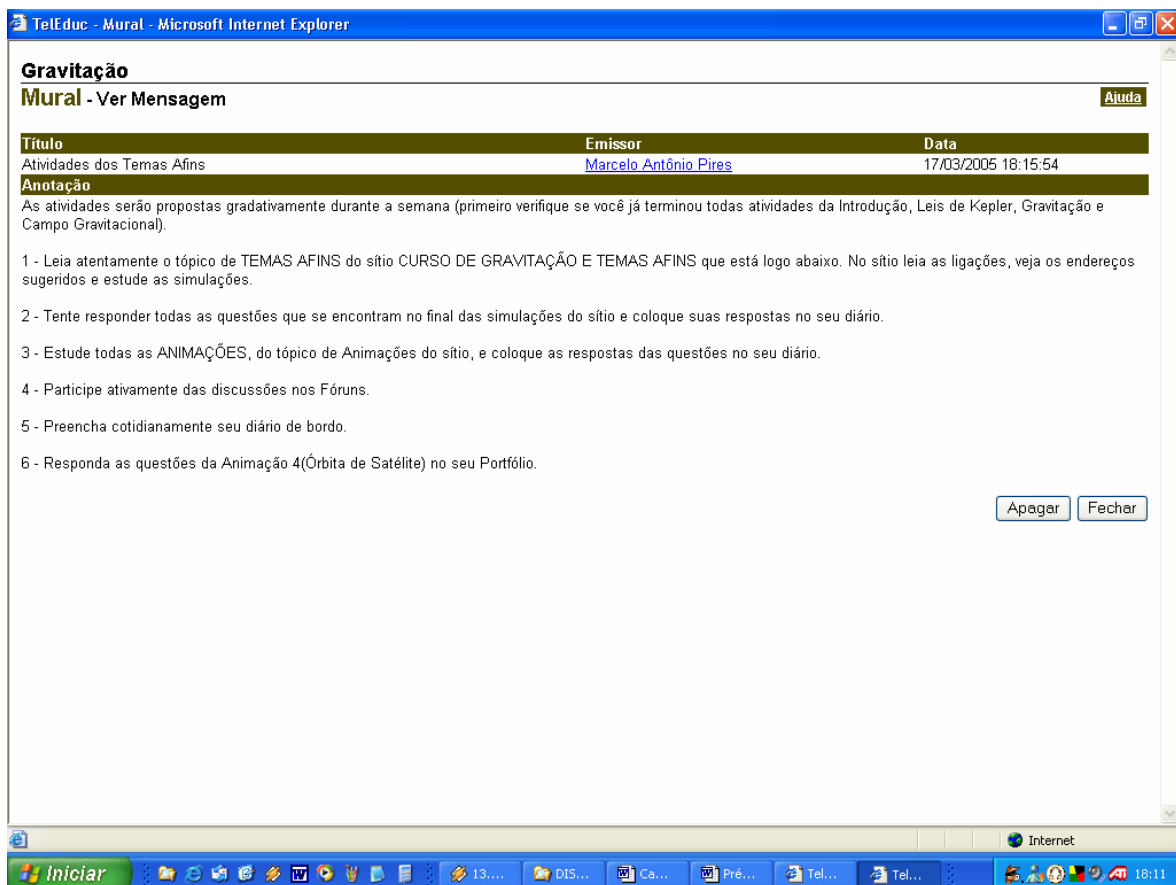 TelEduc - Mural - Microsoft Internet Explorer
Gravitação
Mural - Ver Mensagem
Ajuda
Título Emissor Data
Atividades dos Temas Afins Marcelo Antônio Pires 17/03/2005 18:15:54
Anotação
As atividades serão propostas gradativamente durante a semana (primeiro verifique se você já terminou todas atividades da Introdução, Leis de Kepler, Gravitação e
Campo Gravitacional).
1 - Leia atentamente o tópico de TEMAS AFINS do sítio CURSO DE GRAVITAÇÃO E TEMAS AFINS que está logo abaixo. No sítio leia as ligações, veja os endereços
sugeridos e estude as simulações.
2 - Tente responder todas as questões que se encontram no final das simulações do sítio e coloque suas respostas no seu diário.
3 - Estude todas as ANIMAÇÕES, do tópico de Animações do sítio, e coloque as respostas das questões no seu diário.
4 - Participe ativamente das discussões nos Fóruns.
5 - Preencha cotidianamente seu diário de bordo.
6 - Responda as questões da Animação 4(Órbita de Satélite) no seu Portfólio.
Apagar Fechar
Internet
Iniciar 13.... DIS... Ca... Pré... Tel... Tel... ATI 18:11